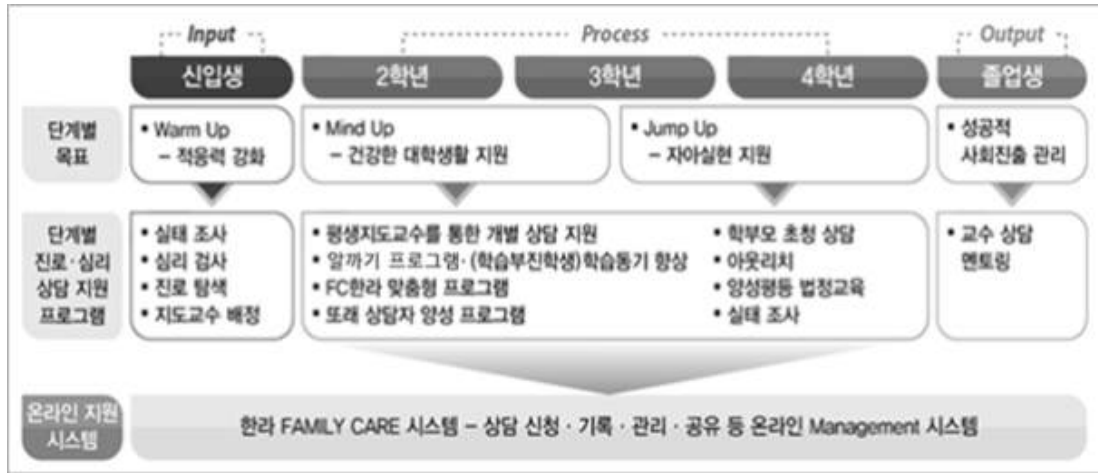 Input
Process
Output
신입생
2학년
3학년
4학년
졸업생
단계별
목표
• Warm Up
– 적응력 강화
• Mind Up
– 건강한 대학생활 지원
• Jump Up
– 자아실현 지원
• 성공적
사회진출 관리
단계별
진로·심리
상담 지원
프로그램
• 실태 조사
• 심리 검사
• 진로 탐색
• 지도교수 배정
• 평생지도교수를 통한 개별 상담 지원
• 알까기 프로그램·(학습부진학생)학습동기 향상
• FC한라 맞춤형 프로그램
• 또래 상담자 양성 프로그램
• 학부모 초청 상담
• 아웃리치
• 양성평등 법정교육
• 실태 조사
• 교수 상담
멘토링
온라인 지원
시스템
한라 FAMILY CARE 시스템 – 상담 신청 · 기록 · 관리 · 공유 등 온라인 Management 시스템